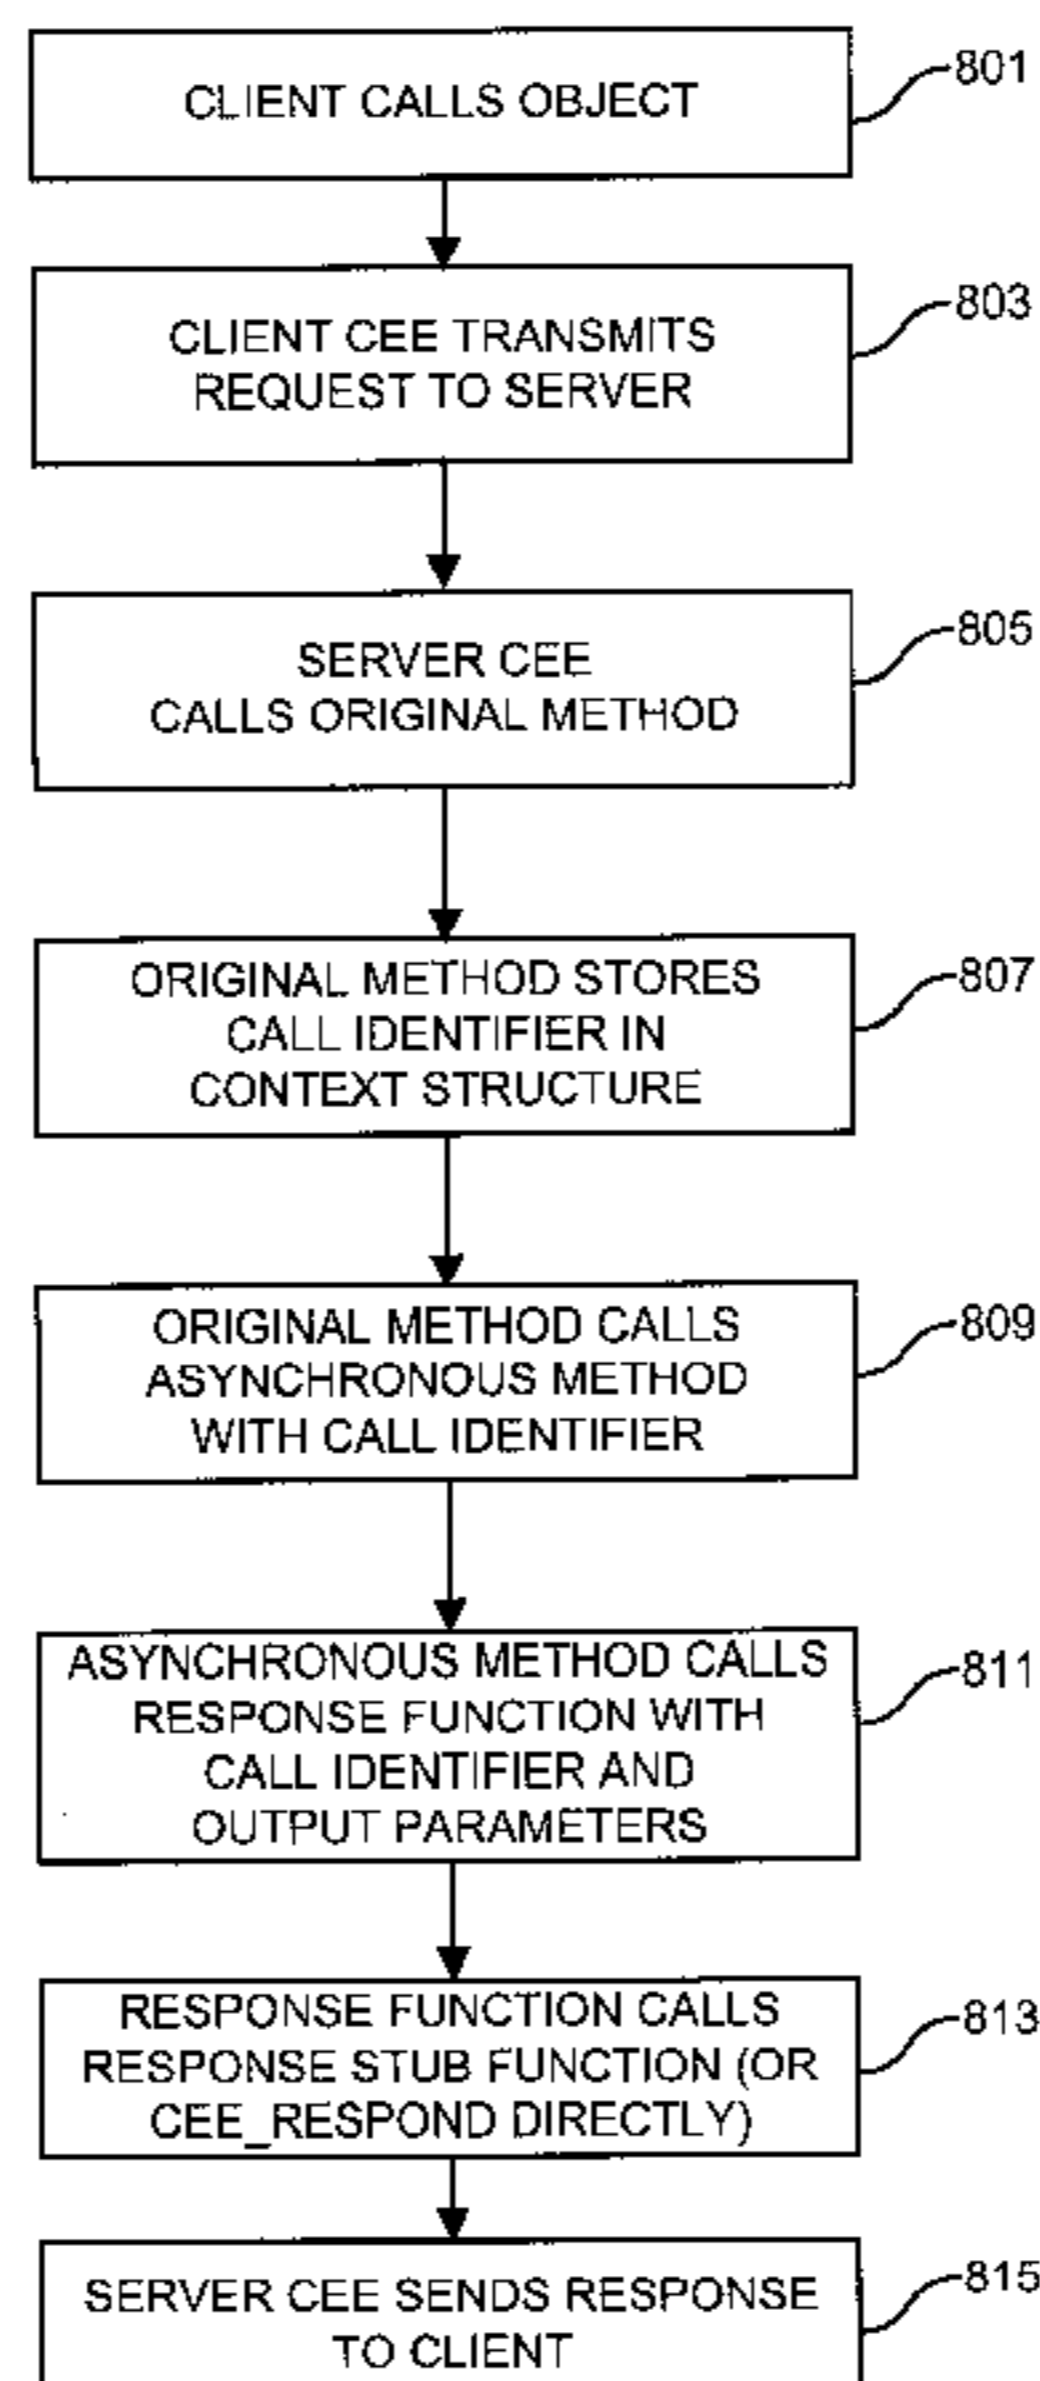 CLIENT CALLS OBJECT
801
CLIENT CEE TRANSMITS
REQUEST TO SERVER
803
SERVER CEE
CALLS ORIGINAL METHOD
805
ORIGINAL METHOD STORES
CALL IDENTIFIER IN
CONTEXT STRUCTURE
807
ORIGINAL METHOD CALLS
ASYNCHRONOUS METHOD
WITH CALL IDENTIFIER
809
ASYNCHRONOUS METHOD CALLS
RESPONSE FUNCTION WITH
CALL IDENTIFIER AND
OUTPUT PARAMETERS
811
RESPONSE FUNCTION CALLS
RESPONSE STUB FUNCTION (OR
CEE_RESPOND DIRECTLY)
813
SERVER CEE SENDS RESPONSE
TO CLIENT
815